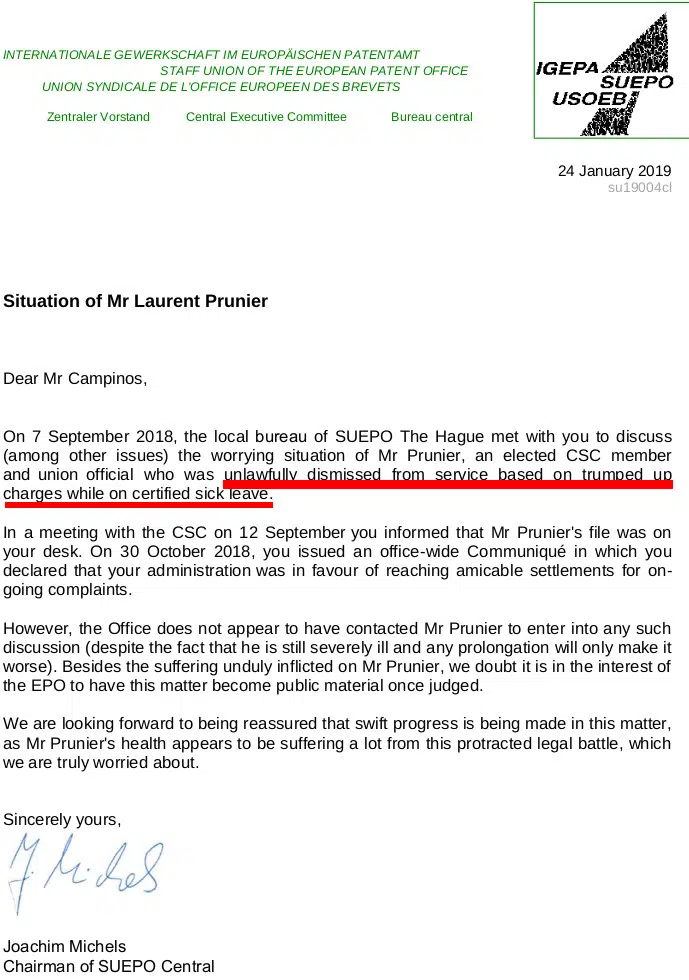 INTERNATIONALE GEWERKSCHAFT IM EUROPÄISCHEN PATENTAMT
STAFF UNION OF THE EUROPEAN PATENT OFFICE
UNION SYNDICALE DE L'OFFICE EUROPEEN DES BREVETS
Zentraler Vorstand Central Executive Committee Bureau central
IGEPA
SUEPO
USOEB
24 January 2019
su19004cl
Situation of Mr Laurent Prunier
Dear Mr Campinos,
On 7 September 2018, the local bureau of SUEPO The Hague met with you to discuss
(among other issues) the worrying situation of Mr Prunier, an elected CSC member
and union official who was unlawfully dismissed from service based on trumped up
charges while on certified sick leave.
In a meeting with the CSC on 12 September you informed that Mr Prunier's file was on
your desk. On 30 October 2018, you issued an office-wide Communiqué in which you
declared that your administration was in favour of reaching amicable settlements for on-
going complaints.
However, the Office does not appear to have contacted Mr Prunier to enter into any such
discussion (despite the fact that he is still severely ill and any prolongation will only make it
worse). Besides the suffering unduly inflicted on Mr Prunier, we doubt it is in the interest of
the EPO to have this matter become public material once judged.
We are looking forward to being reassured that swift progress is being made in this matter,
as Mr Prunier's health appears to be suffering a lot from this protracted legal battle, which
we are truly worried about.
Sincerely yours,
J. Michels
Joachim Michels
Chairman of SUEPO Central